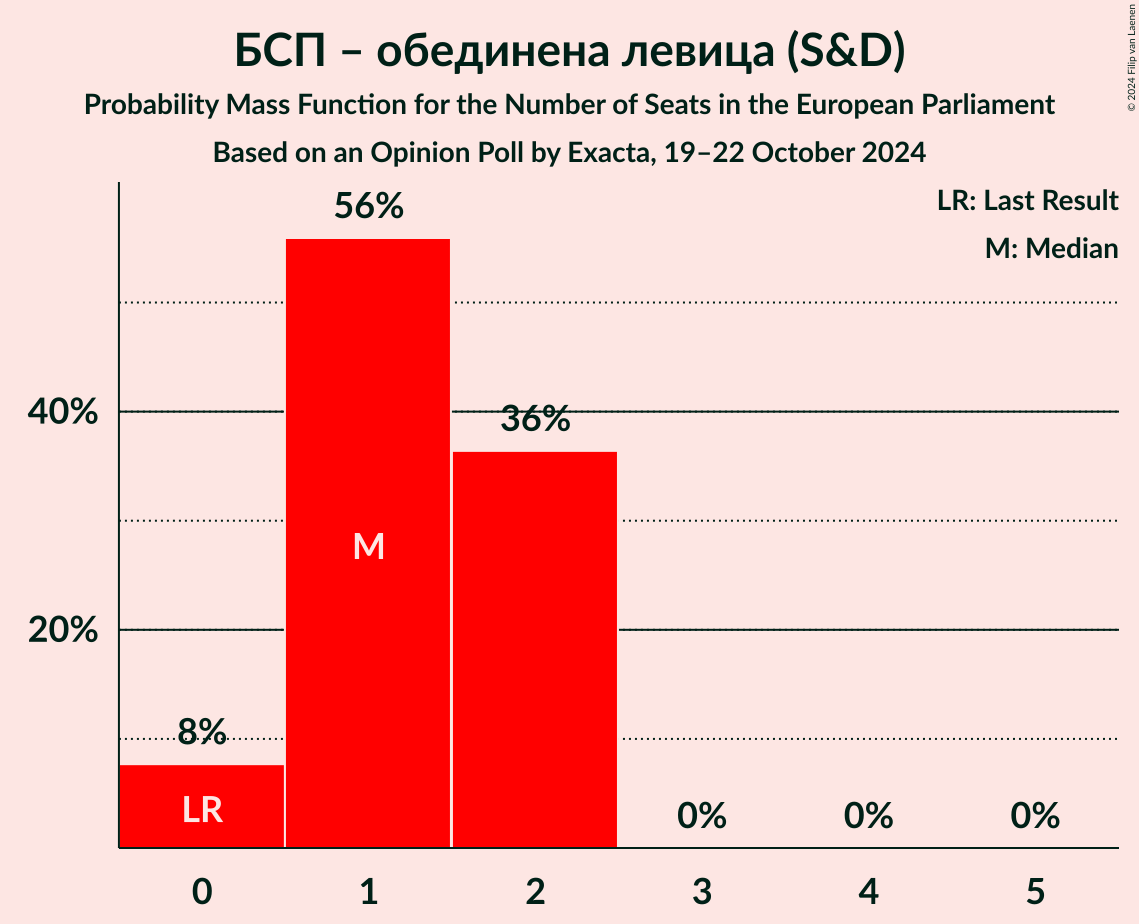 БСП – обединена левица (S&D)
Probability Mass Function for the Number of Seats in the European Parliament
Based on an Opinion Poll by Exacta, 19–22 October 2024
© 2024 Filip van Laenen
LR: Last Result
M: Median
56%
40%
36%
M
20%
8%
LR
0%
0%
0%
0
1
2
3
4
5